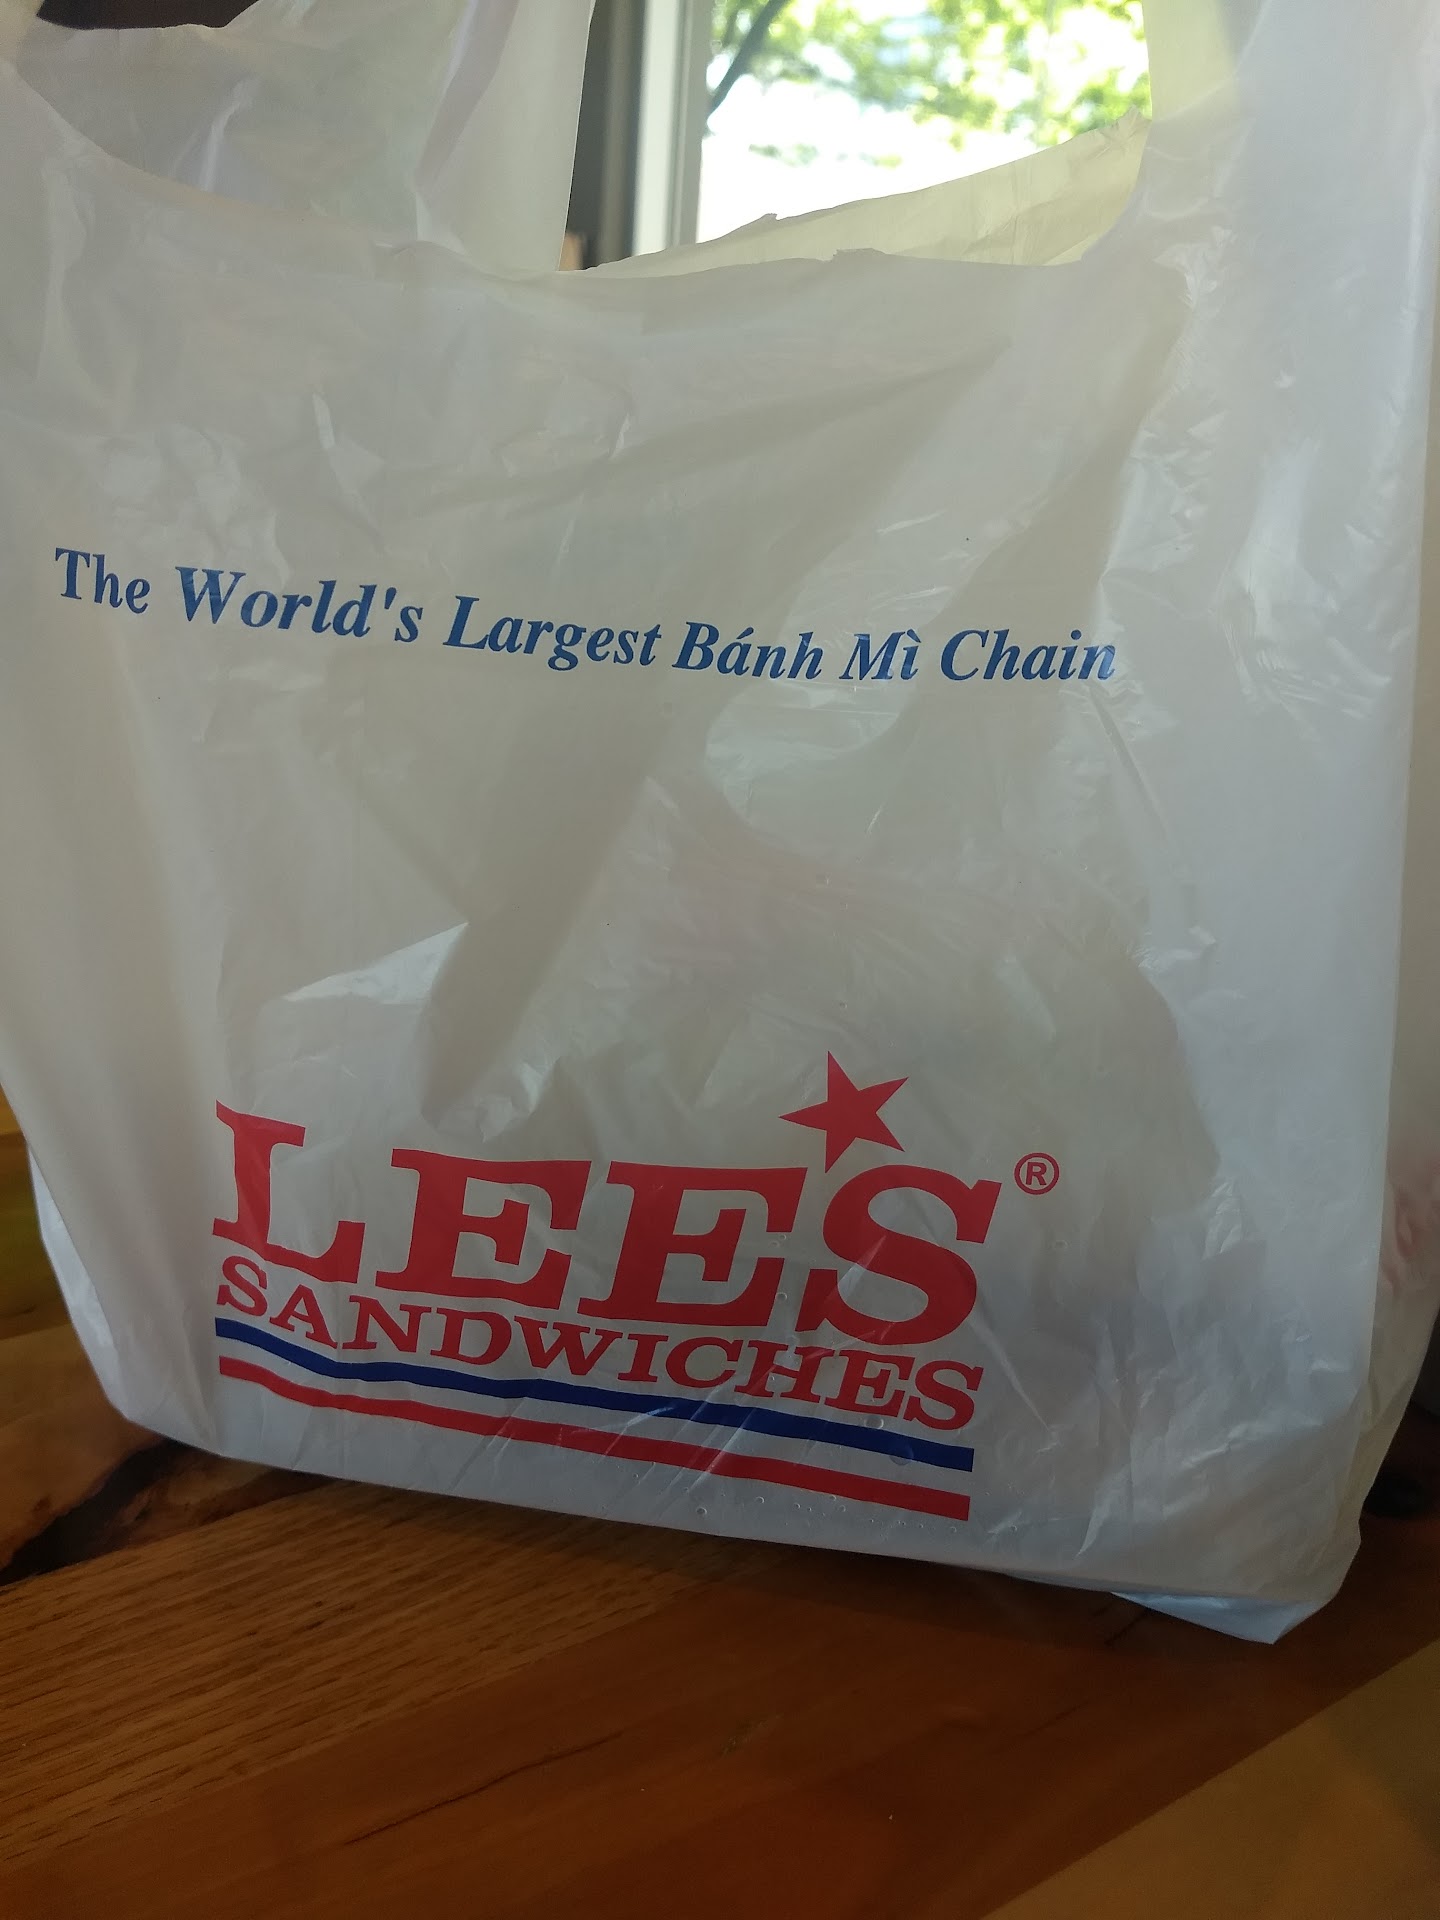 The World's Largest Bánh Mì Chain
LEE'S ®
SANDWICHES